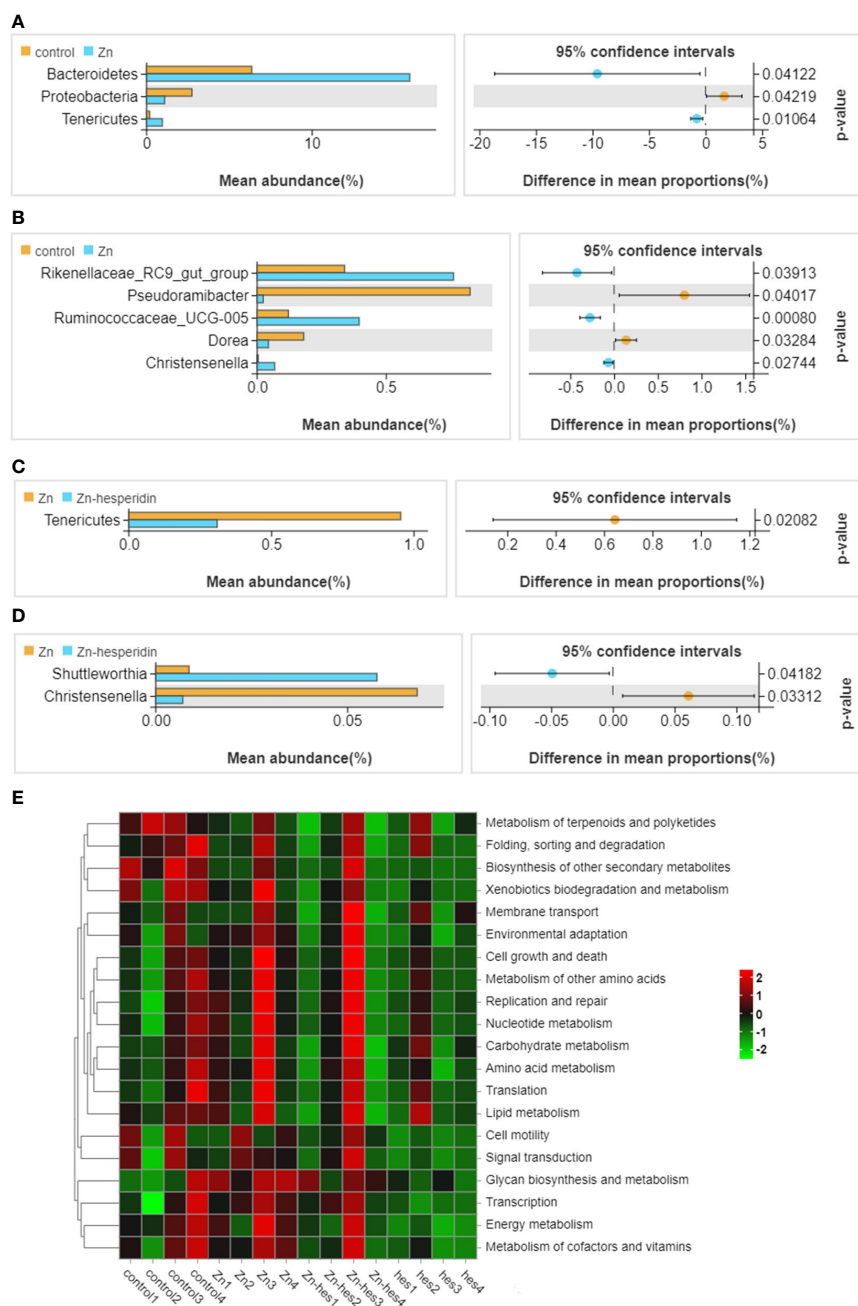 A
control Zn
95% confidence intervals
Bacteroidetes
0.04122
Proteobacteria
0.04219
Tenericutes
0.01064
p-value
0 10
-20 -15 -10 -5 0 4.2
Mean abundance(%)
Difference in mean proportions(%)
B
control Zn
95% confidence intervals
Rikenellaceae_RC9_gut_group
0.03913
Pseudoramibacter
0.04017
Ruminococcaceae_UCG-005
0.00080
Dorea
0.03284
Christensenella
0.02744
p-value
0.0 0.5
-0.5 0.0 0.5 1.0 1.5
Mean abundance(%)
Difference in mean proportions(%)
C
Zn Zn-hesperidin
95% confidence intervals
Tenericutes
0.02082
p-value
0.0 0.5 1.0
0.2 0.4 0.6 0.8 1.0 1.2
Mean abundance(%)
Difference in mean proportions(%)
D
Zn Zn-hesperidin
95% confidence intervals
Shuttleworthia
0.04182
Christensenella
0.03312
p-value
0.00 0.05
-0.10 -0.05 0.00 0.05 0.10
Mean abundance(%)
Difference in mean proportions(%)
E
Metabolism of terpenoids and polyketides
Folding, sorting and degradation
Biosynthesis of other secondary metabolites
Xenobiotics biodegradation and metabolism
Membrane transport
Environmental adaptation
Cell growth and death
Metabolism of other amino acids
Replication and repair
Nucleotide metabolism
Carbohydrate metabolism
Amino acid metabolism
Translation
Lipid metabolism
Cell motility
Signal transduction
Glycan biosynthesis and metabolism
Transcription
Energy metabolism
Metabolism of cofactors and vitamins
2
1
0
-1
-2
control1 control2 control3 control4 Zn1 Zn2 Zn3 Zn4 Zn-hes1 Zn-hes2 Zn-hes3 Zn-hes4 hes1 hes2 hes3 hes4